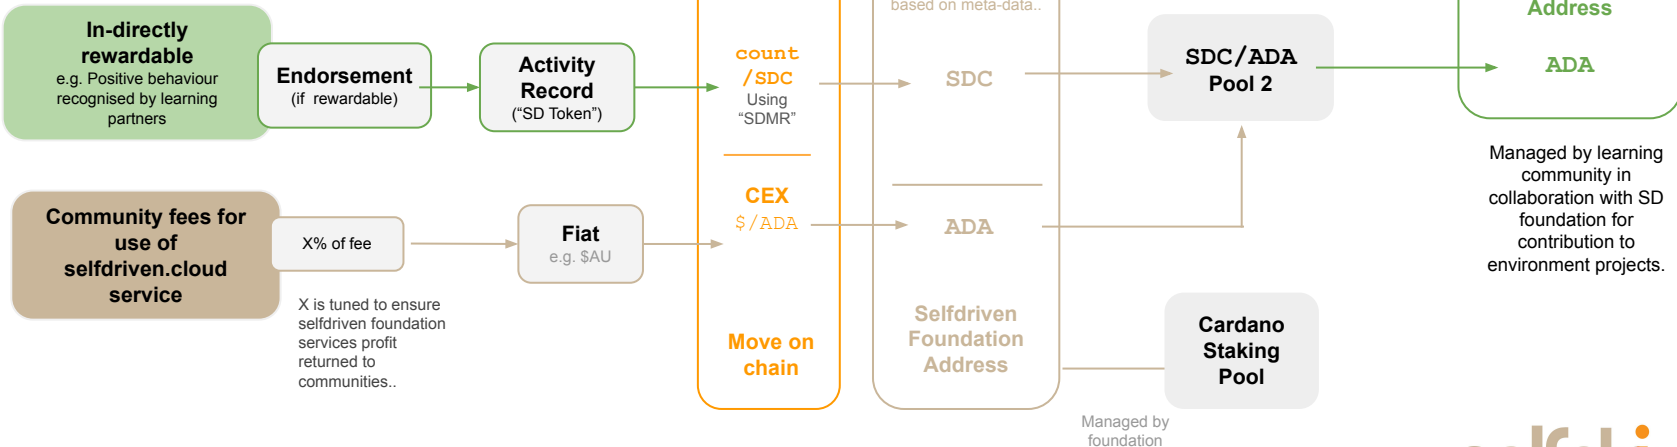 based on meta-data..
Address
In-directly
rewardable
e.g. Positive behaviour
recognised by learning
partners
Endorsement
(if  rewardable)
Activity
Record
("SD Token")
count
/SDC
Using
“SDMR”
SDC
SDC/ADA
Pool 2
ADA
Managed by learning
community in
collaboration with SD
foundation for
contribution to
environment projects.
Community fees for
use of
selfdriven.cloud
service
X% of fee
Fiat
e.g. $AU
CEX
$/ADA
ADA
X is tuned to ensure
selfdriven foundation
services profit
returned to
communities..
Move on
chain
Selfdriven
Foundation
Address
Cardano
Staking
Pool
Managed by
foundation